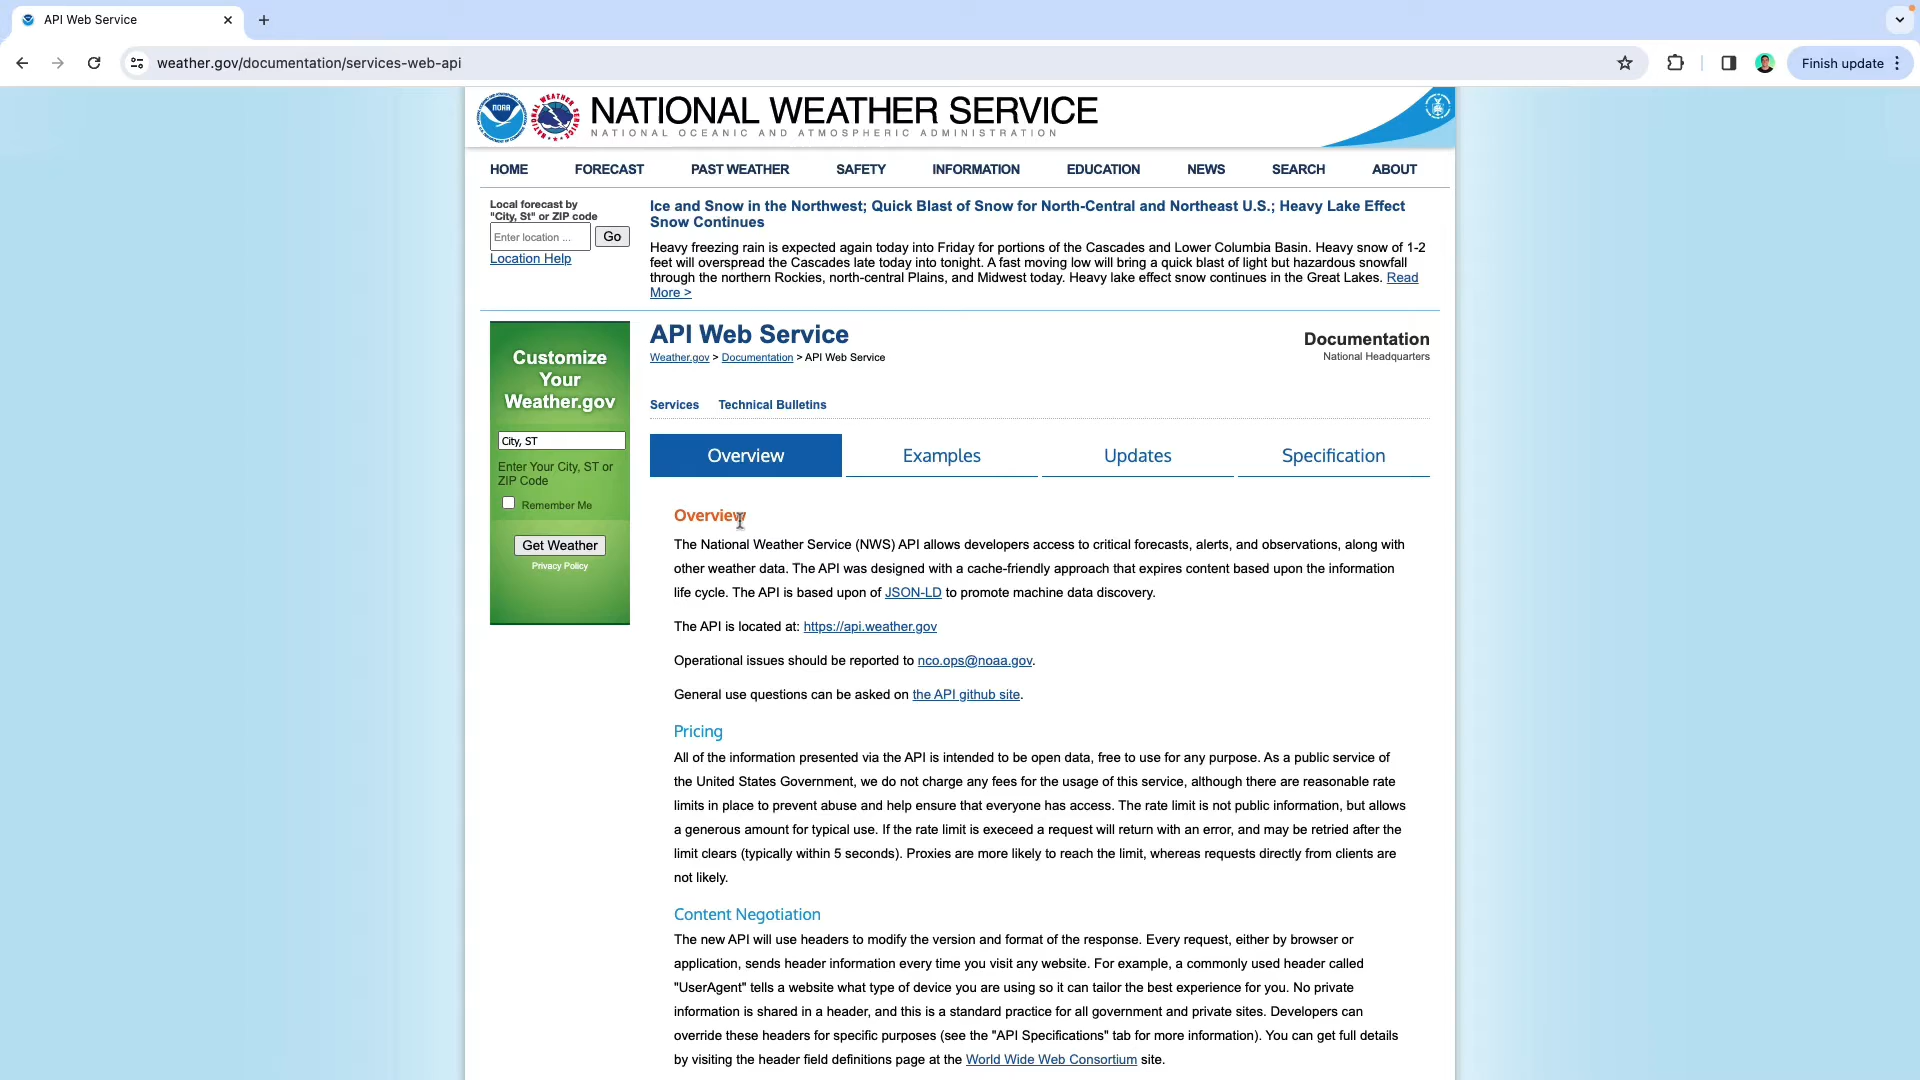 API Web Service
weather.gov/documentation/services-web-api
Finish update
NOAA
NATIONAL WEATHER SERVICE
NATIONAL OCEANIC AND ATMOSPHERIC ADMINISTRATION
HOME FORECAST PAST WEATHER SAFETY INFORMATION EDUCATION NEWS SEARCH ABOUT
Local forecast by
"City, St" or ZIP code
Enter location ... Go
Location Help
Ice and Snow in the Northwest; Quick Blast of Snow for North-Central and Northeast U.S.; Heavy Lake Effect
Snow Continues
Heavy freezing rain is expected again today into Friday for portions of the Cascades and Lower Columbia Basin. Heavy snow of 1-2
feet will overspread the Cascades late today into tonight. A fast moving low will bring a quick blast of light but hazardous snowfall
through the northern Rockies, north-central Plains, and Midwest today. Heavy lake effect snow continues in the Great Lakes. Read
More >
Customize
Your
Weather.gov
City, ST
Enter Your City, ST or
ZIP Code
Remember Me
Get Weather
Privacy Policy
API Web Service
Weather.gov > Documentation > API Web Service
Documentation
National Headquarters
Services Technical Bulletins
Overview Examples Updates Specification
Overview
The National Weather Service (NWS) API allows developers access to critical forecasts, alerts, and observations, along with
other weather data. The API was designed with a cache-friendly approach that expires content based upon the information
life cycle. The API is based upon of JSON-LD to promote machine data discovery.
The API is located at: https://api.weather.gov
Operational issues should be reported to nco.ops@noaa.gov.
General use questions can be asked on the API github site.
Pricing
All of the information presented via the API is intended to be open data, free to use for any purpose. As a public service of
the United States Government, we do not charge any fees for the usage of this service, although there are reasonable rate
limits in place to prevent abuse and help ensure that everyone has access. The rate limit is not public information, but allows
a generous amount for typical use. If the rate limit is execeed a request will return with an error, and may be retried after the
limit clears (typically within 5 seconds). Proxies are more likely to reach the limit, whereas requests directly from clients are
not likely.
Content Negotiation
The new API will use headers to modify the version and format of the response. Every request, either by browser or
application, sends header information every time you visit any website. For example, a commonly used header called
"UserAgent" tells a website what type of device you are using so it can tailor the best experience for you. No private
information is shared in a header, and this is a standard practice for all government and private sites. Developers can
override these headers for specific purposes (see the "API Specifications" tab for more information). You can get full details
by visiting the header field definitions page at the World Wide Web Consortium site.